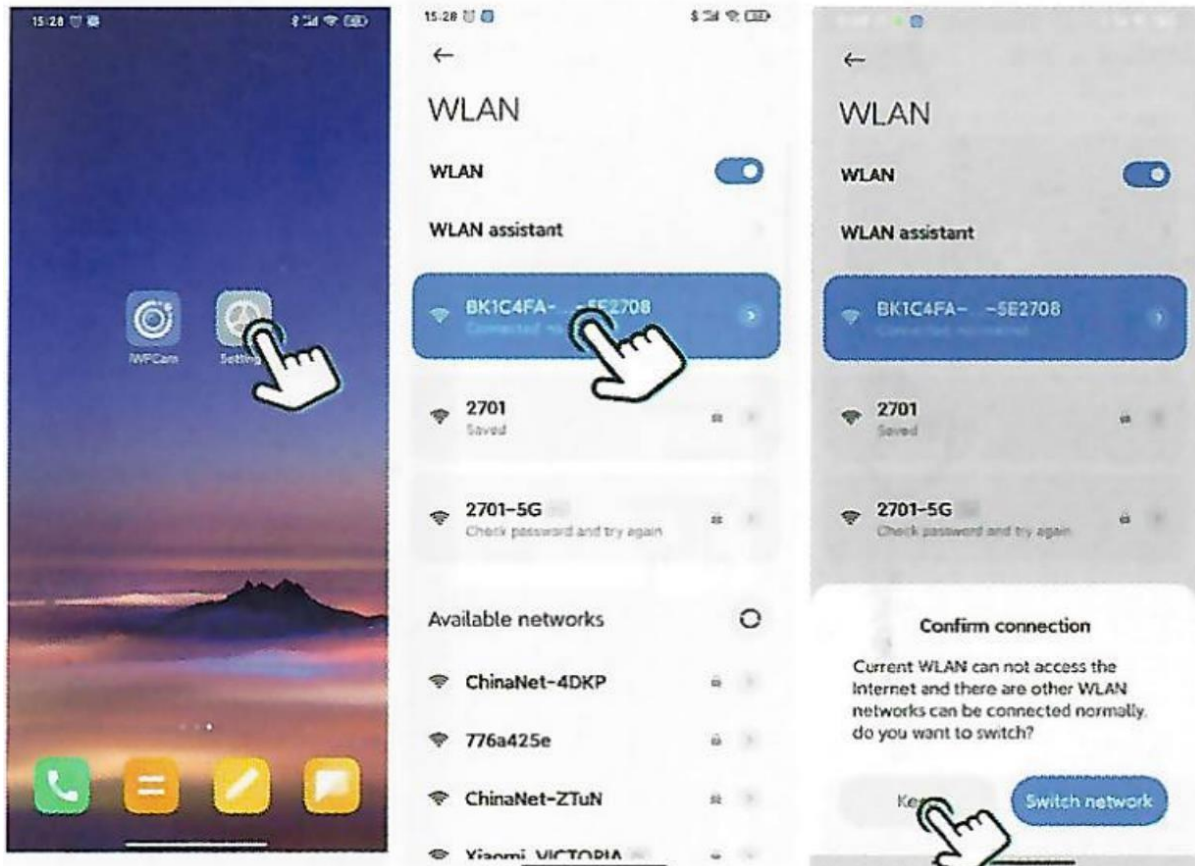 15:28
iWFCam
Setting
15:28
WLAN
WLAN
WLAN assistant
BK1C4FA- -5E2708
Connected
2701
Saved
2701-5G
Check password and try again
Available networks
ChinaNet-4DKP
776a425e
ChinaNet-ZTuN
Xiaomi_VICTORIA
WLAN
WLAN
WLAN assistant
BK1C4FA- -5E2708
2701
Saved
2701-5G
Check password and try again
Confirm connection
Current WLAN can not access the
Internet and there are other WLAN
networks can be connected normally,
do you want to switch?
Switch network